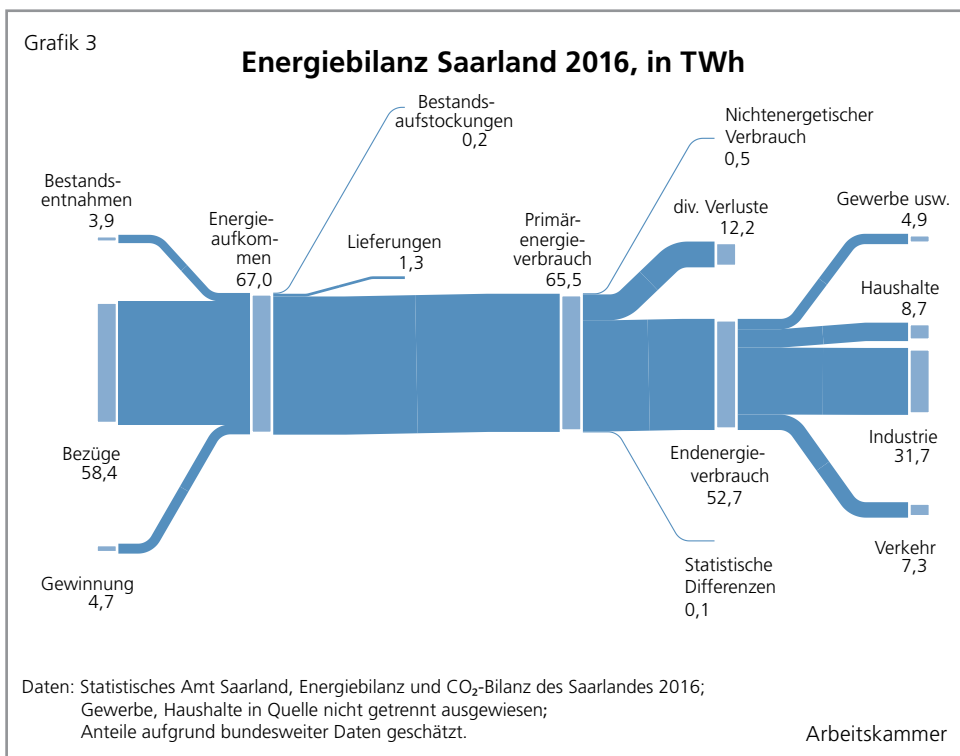 Grafik 3
Energiebilanz Saarland 2016, in TWh
Bestands-
aufstockungen
0,2
Nichtenergetischer
Verbrauch
0,5
Bestands-
entnahmen
3,9
Energie-
aufkom-
men
67,0
Lieferungen
1,3
Primär-
energie-
verbrauch
65,5
div. Verluste
12,2
Gewerbe usw.
4,9
Haushalte
8,7
Bezüge
58,4
Endenergie-
verbrauch
52,7
Industrie
31,7
Gewinnung
4,7
Statistische
Differenzen
0,1
Verkehr
7,3
Daten: Statistisches Amt Saarland, Energiebilanz und CO₂-Bilanz des Saarlandes 2016;
Gewerbe, Haushalte in Quelle nicht getrennt ausgewiesen;
Anteile aufgrund bundesweiter Daten geschätzt.
Arbeitskammer